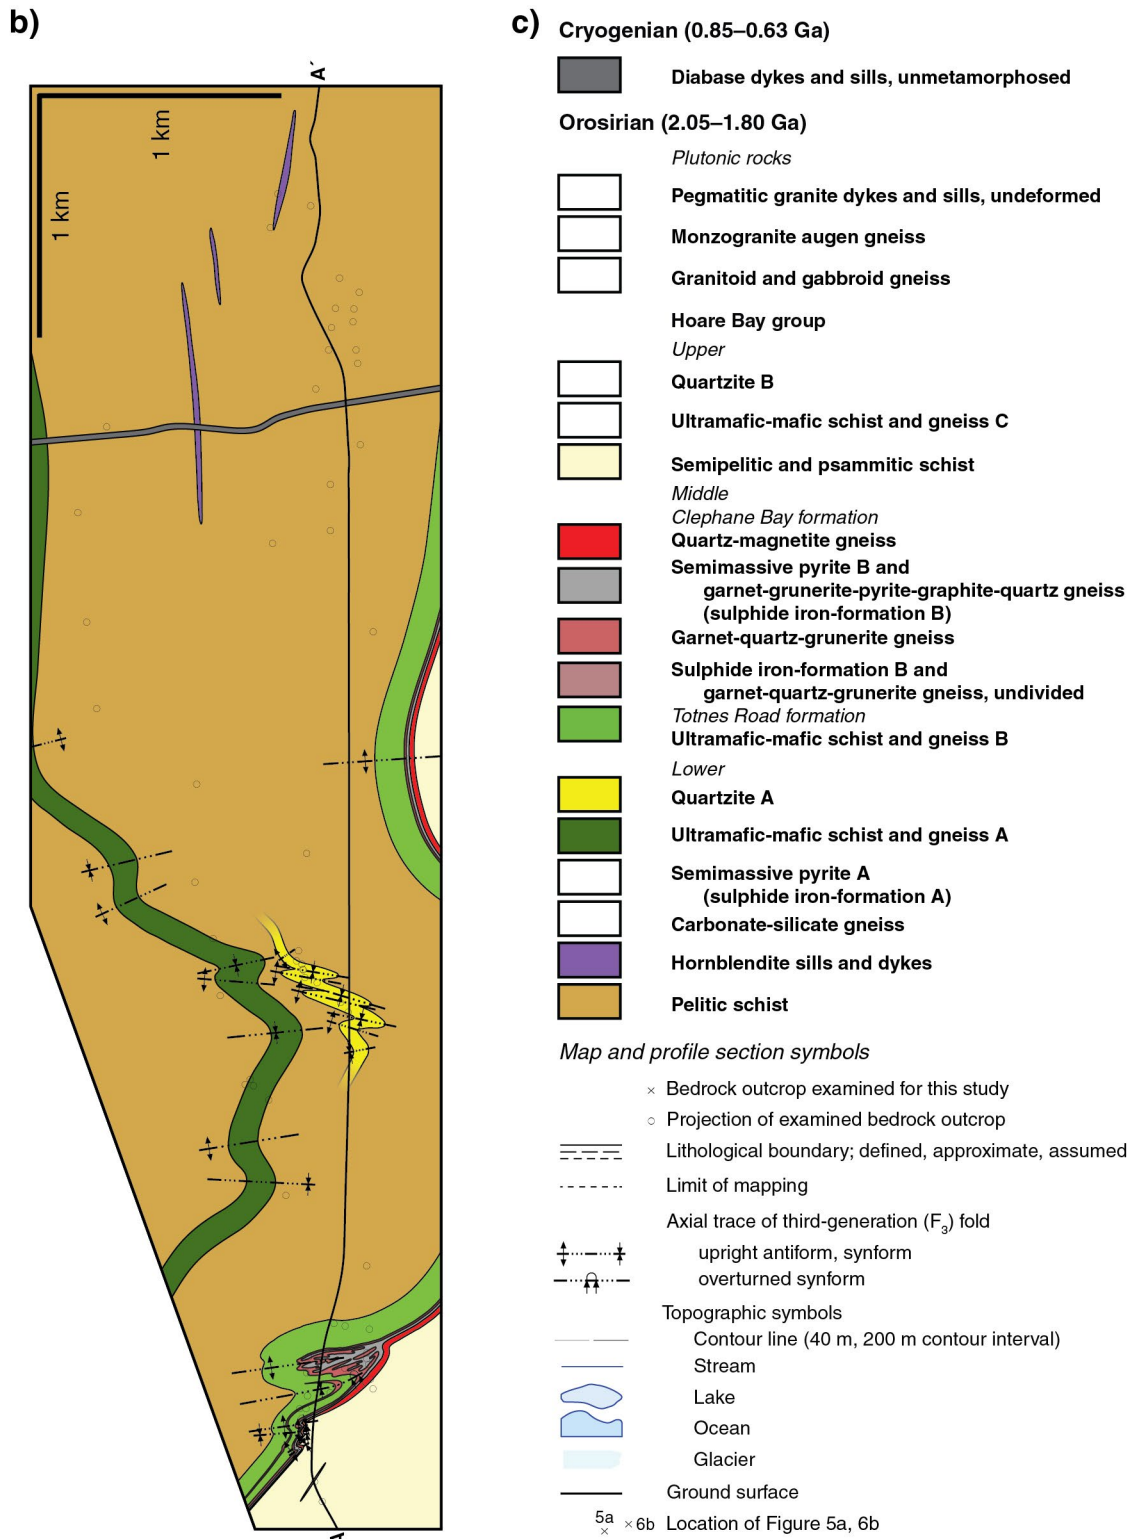 b)
A´
1 km
1 km
A
c)
Cryogenian (0.85–0.63 Ga)
Diabase dykes and sills, unmetamorphosed
Orosirian (2.05–1.80 Ga)
Plutonic rocks
Pegmatitic granite dykes and sills, undeformed
Monzogranite augen gneiss
Granitoid and gabbroid gneiss
Hoare Bay group
Upper
Quartzite B
Ultramafic-mafic schist and gneiss C
Semipelitic and psammitic schist
Middle
Clephane Bay formation
Quartz-magnetite gneiss
Semimassive pyrite B and
garnet-grunerite-pyrite-graphite-quartz gneiss
(sulphide iron-formation B)
Garnet-quartz-grunerite gneiss
Sulphide iron-formation B and
garnet-quartz-grunerite gneiss, undivided
Totnes Road formation
Ultramafic-mafic schist and gneiss B
Lower
Quartzite A
Ultramafic-mafic schist and gneiss A
Semimassive pyrite A
(sulphide iron-formation A)
Carbonate-silicate gneiss
Hornblendite sills and dykes
Pelitic schist
Map and profile section symbols
Bedrock outcrop examined for this study
Projection of examined bedrock outcrop
Lithological boundary; defined, approximate, assumed
Limit of mapping
Axial trace of third-generation (F3) fold
upright antiform, synform
overturned synform
Topographic symbols
Contour line (40 m, 200 m contour interval)
Stream
Lake
Ocean
Glacier
Ground surface
5a × 6b Location of Figure 5a, 6b